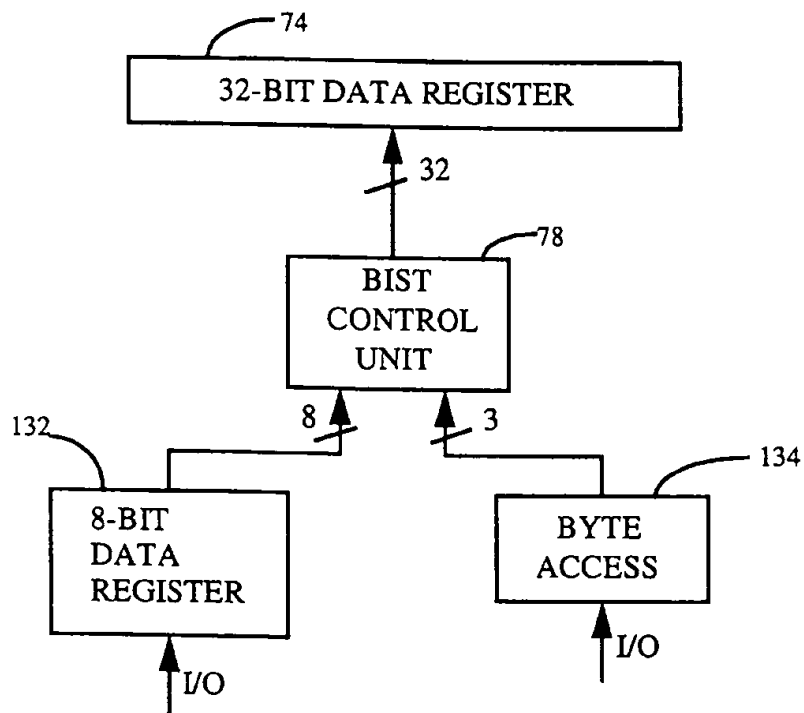 74
32-BIT DATA REGISTER
32
78
BIST
CONTROL
UNIT
8
3
132
134
8-BIT
DATA
REGISTER
BYTE
ACCESS
I/O
I/O